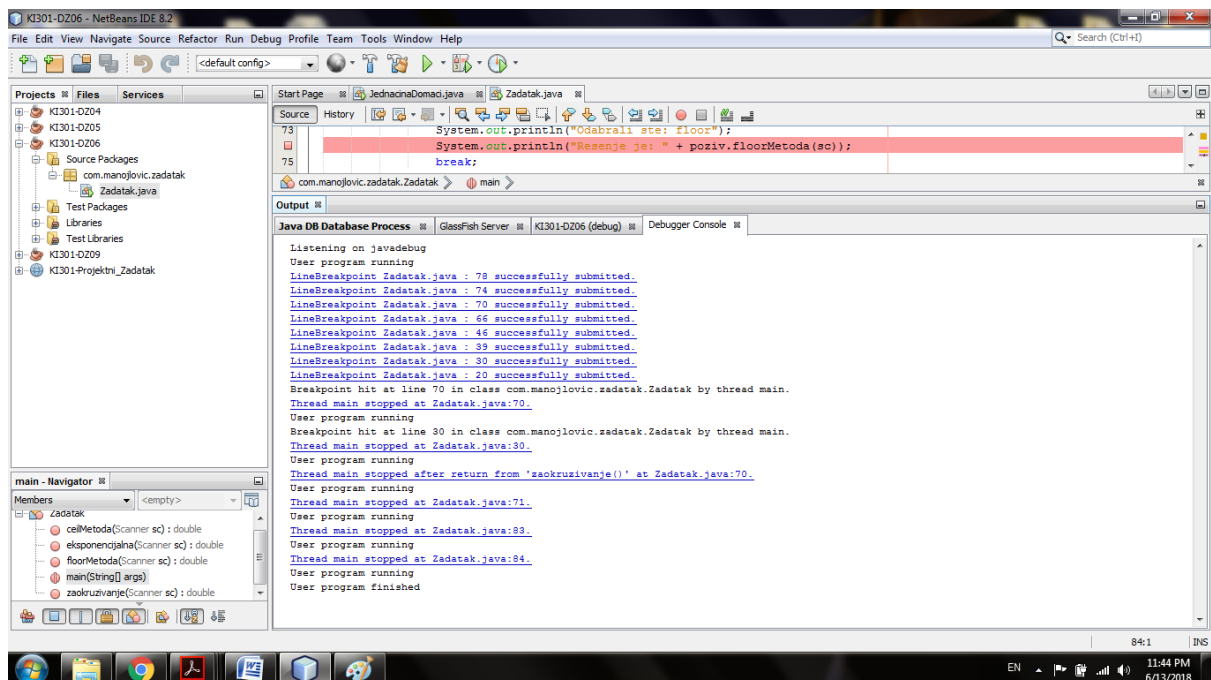 KI301-DZ06 - NetBeans IDE 8.2
File Edit View Navigate Source Refactor Run Debug Profile Team Tools Window Help
Search (Ctrl+I)
<default config>
Projects Files Services
KI301-DZ04
KI301-DZ05
KI301-DZ06
Source Packages
com.manojlovic.zadatak
Zadatak.java
Test Packages
Libraries
Test Libraries
KI301-DZ09
KI301-Projektni_Zadatak
Start Page JednacinaDomaci.java Zadatak.java
Source History
73 System.out.println("Odabrali ste: floor");
System.out.println("Resenje je: " + poziv.floorMetoda(sc));
75 break;
com.manojlovic.zadatak.Zadatak main
Output
Java DB Database Process GlassFish Server KI301-DZ06 (debug) Debugger Console
Listening on javadebug
User program running
LineBreakpoint Zadatak.java : 78 successfully submitted.
LineBreakpoint Zadatak.java : 74 successfully submitted.
LineBreakpoint Zadatak.java : 70 successfully submitted.
LineBreakpoint Zadatak.java : 66 successfully submitted.
LineBreakpoint Zadatak.java : 46 successfully submitted.
LineBreakpoint Zadatak.java : 39 successfully submitted.
LineBreakpoint Zadatak.java : 30 successfully submitted.
LineBreakpoint Zadatak.java : 20 successfully submitted.
Breakpoint hit at line 70 in class com.manojlovic.zadatak.Zadatak by thread main.
Thread main stopped at Zadatak.java:70.
User program running
Breakpoint hit at line 30 in class com.manojlovic.zadatak.Zadatak by thread main.
Thread main stopped at Zadatak.java:30.
User program running
Thread main stopped after return from 'zaokruzivanje()' at Zadatak.java:70.
User program running
Thread main stopped at Zadatak.java:71.
User program running
Thread main stopped at Zadatak.java:83.
User program running
Thread main stopped at Zadatak.java:84.
User program running
User program finished
main - Navigator
Members <empty>
Zadatak
ceilMetoda(Scanner sc) : double
eksponencijalna(Scanner sc) : double
floorMetoda(Scanner sc) : double
main(String[] args)
zaokruzivanje(Scanner sc) : double
84:1 INS
EN
11:44 PM
6/13/2018